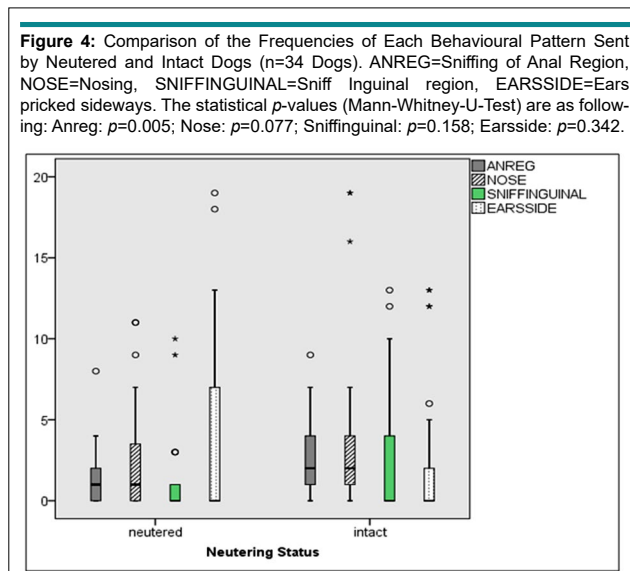 Figure 4: Comparison of the Frequencies of Each Behavioural Pattern Sent
by Neutered and Intact Dogs (n=34 Dogs). ANREG=Sniffing of Anal Region,
NOSE=Nosing, SNIFFINGUINAL=Sniff Inguinal region, EARSSIDE=Ears
pricked sideways. The statistical p-values (Mann-Whitney-U-Test) are as follow-
ing: Anreg: p=0.005; Nose: p=0.077; Sniffinguinal: p=0.158; Earsside: p=0.342.
ANREG
NOSE
SNIFFINGUINAL
EARSSIDE
20
15
10
5
0
neutered intact
Neutering Status